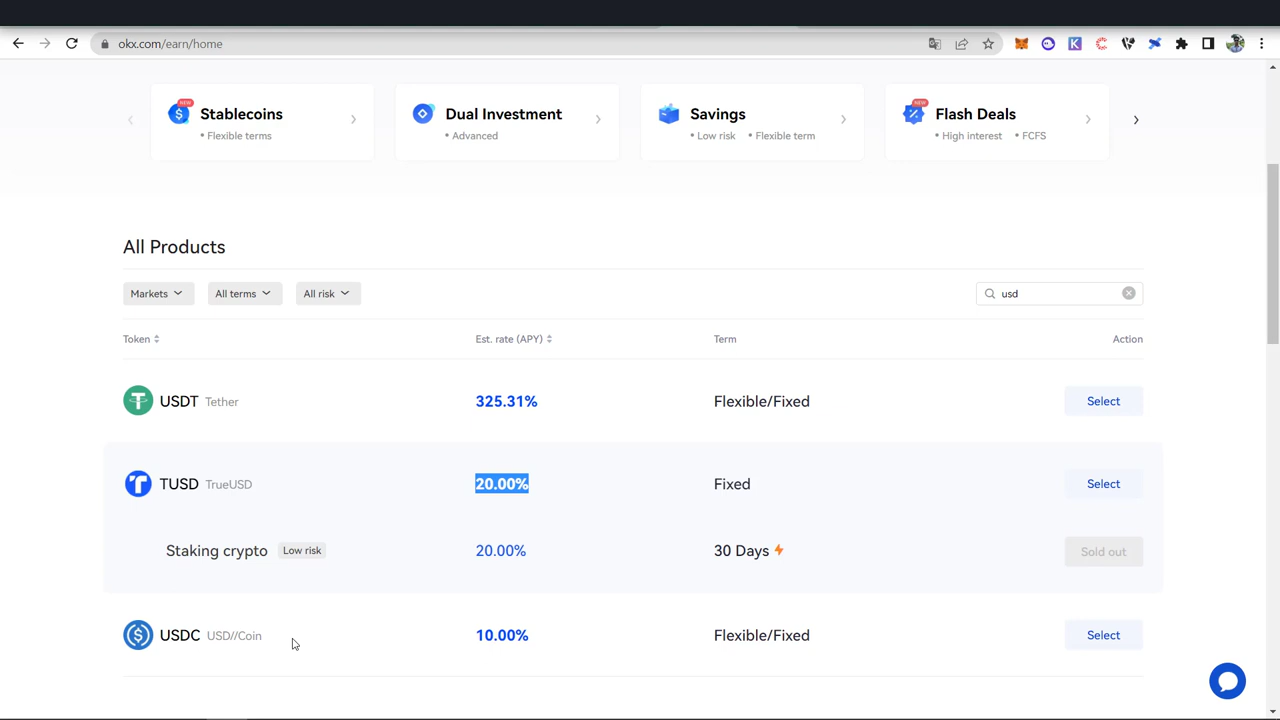 okx.com/earn/home
Stablecoins
• Flexible terms
Dual Investment
• Advanced
Savings
• Low risk • Flexible term
Flash Deals
• High interest • FCFS
NEW
NEW
All Products
Markets All terms All risk usd
Token Est. rate (APY) Term Action
USDT Tether 325.31% Flexible/Fixed Select
TUSD TrueUSD 20.00% Fixed Select
Staking crypto Low risk 20.00% 30 Days Sold out
USDC USD//Coin 10.00% Flexible/Fixed Select